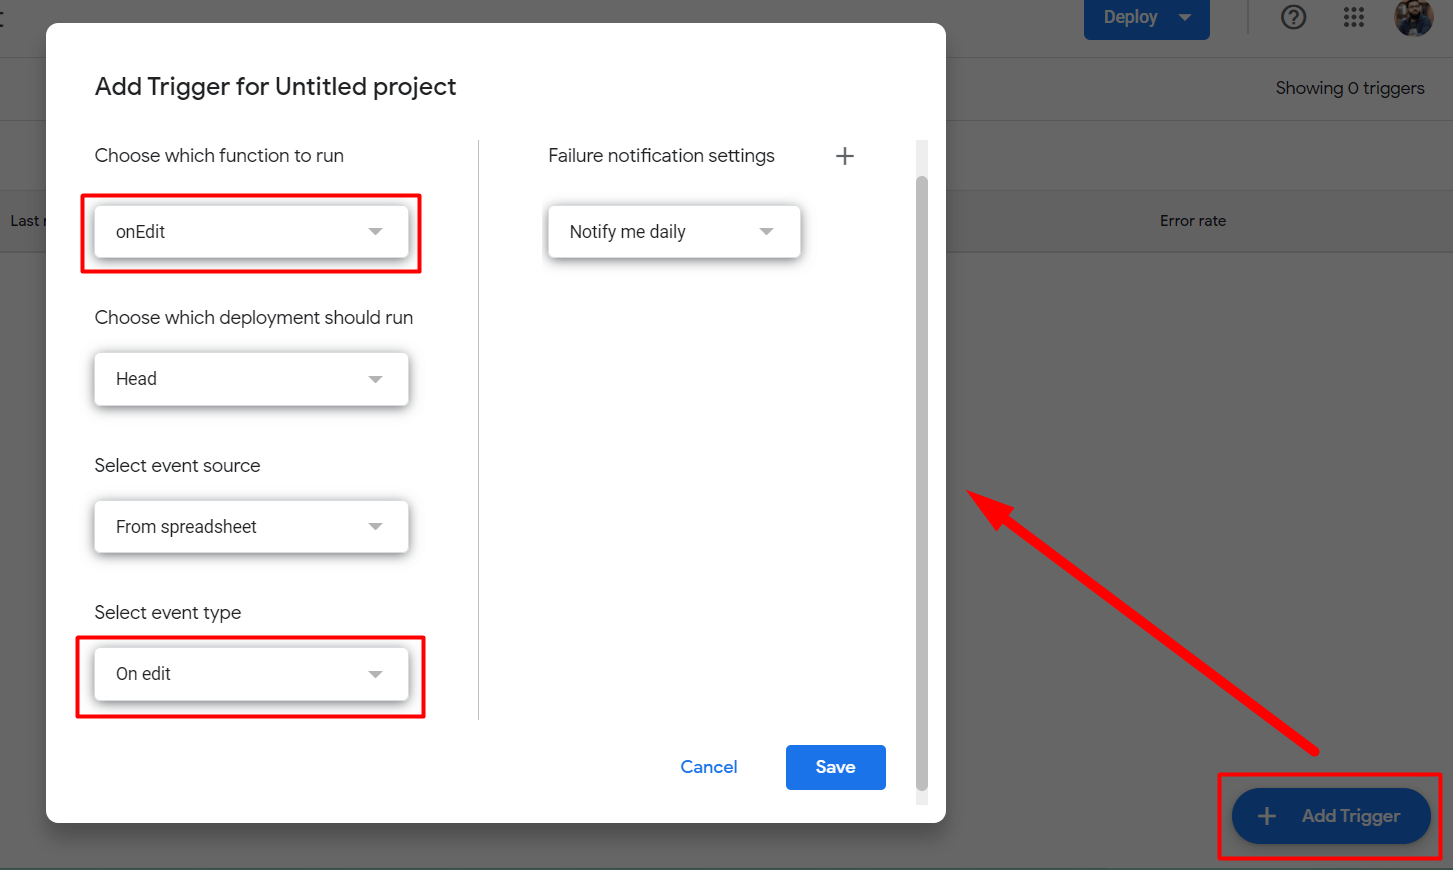 Deploy
Add Trigger for Untitled project
Showing 0 triggers
Choose which function to run
Failure notification settings
Last
onEdit
Notify me daily
Error rate
Choose which deployment should run
Head
Select event source
From spreadsheet
Select event type
On edit
Cancel
Save
Add Trigger